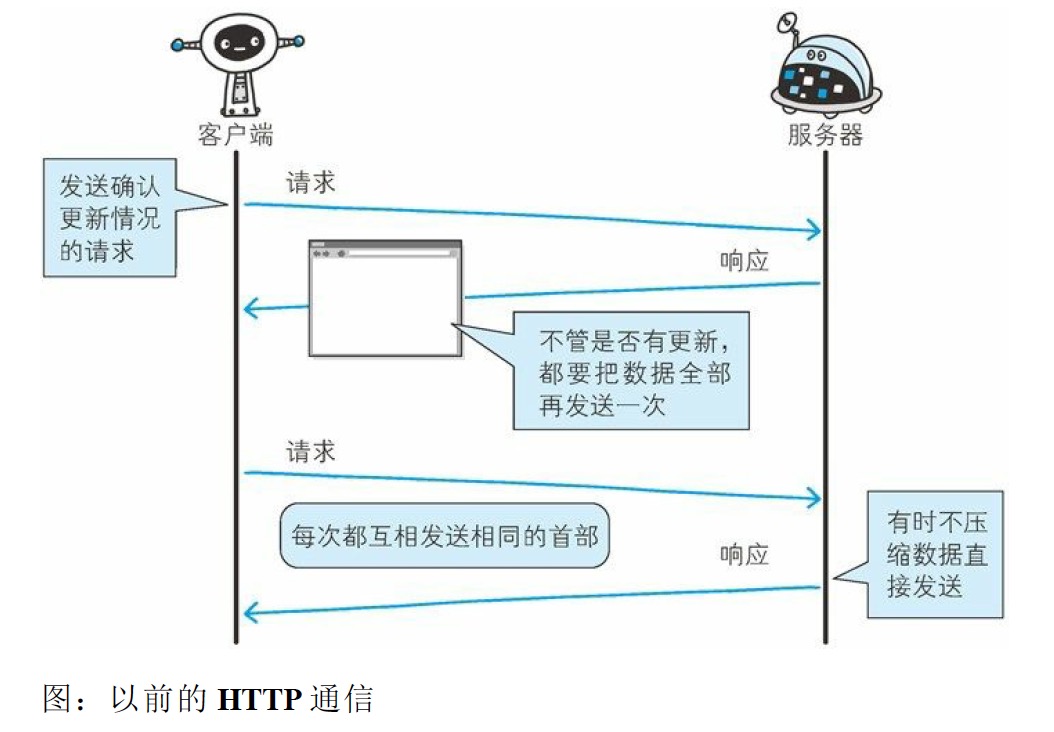 客户端
服务器
发送确认
更新情况
的请求
请求
响应
不管是否有更新，
都要把数据全部
再发送一次
请求
每次都互相发送相同的首部
响应
有时不压
缩数据直
接发送
图：以前的 HTTP 通信